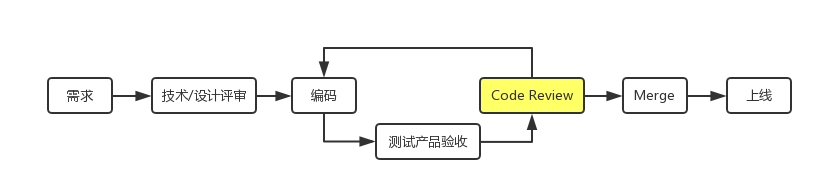 需求
技术/设计评审
编码
测试产品验收
Code Review
Merge
上线